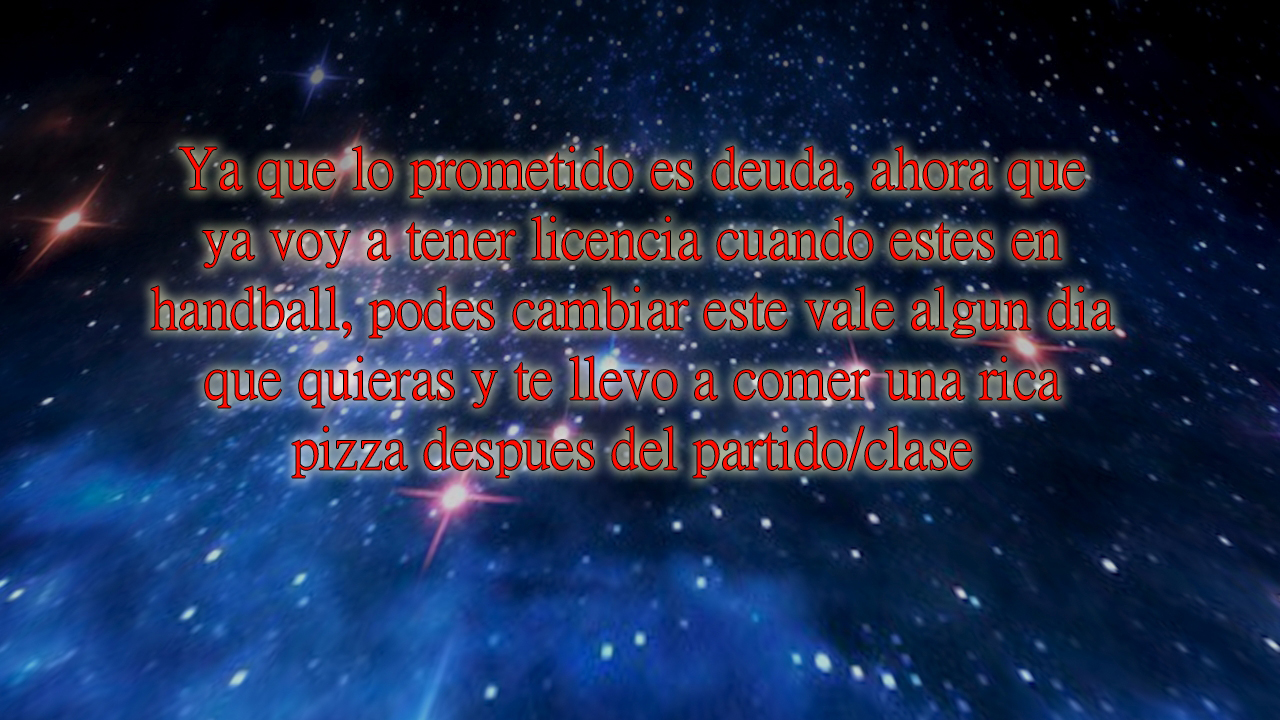 Ya que lo prometido es deuda, ahora que
ya voy a tener licencia cuando estes en
handball, podes cambiar este vale algun dia
que quieras y te llevo a comer una rica
pizza despues del partido/clase